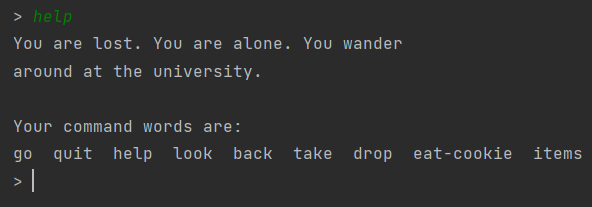 > help
You are lost. You are alone. You wander
around at the university.

Your command words are:
go  quit  help  look  back  take  drop  eat-cookie  items
>